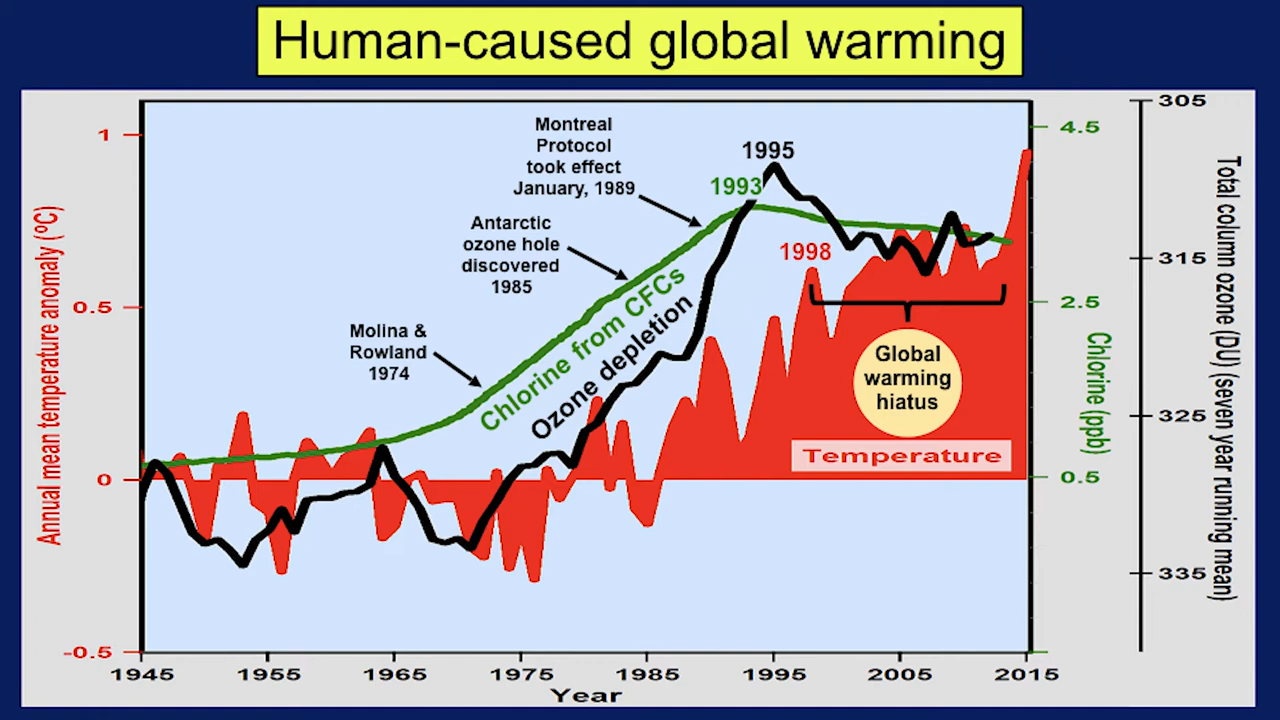 Human-caused global warming
Montreal
Protocol
took effect
January, 1989
1995
1993
Antarctic
ozone hole
discovered
1985
1998
Molina &
Rowland
1974
Chlorine from CFCs
Ozone depletion
Global
warming
hiatus
Temperature
Annual mean temperature anomaly (ºC)
1
0.5
0
-0.5
4.5
2.5
0.5
Chlorine (ppb)
305
315
325
335
Total column ozone (DU) (seven year running mean)
1945 1955 1965 1975 1985 1995 2005 2015
Year